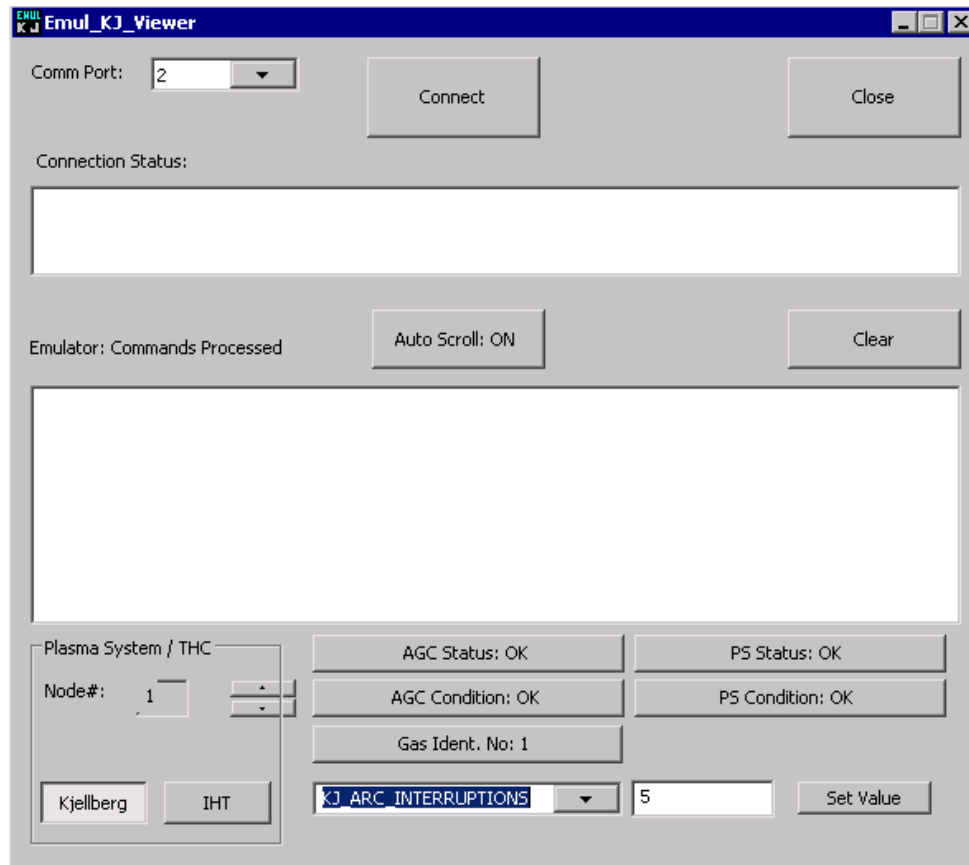 EMUL
KJ
Emul_KJ_Viewer
Comm Port:
2
Connect
Close
Connection Status:
Emulator: Commands Processed
Auto Scroll: ON
Clear
Plasma System / THC
Node#:
1
AGC Status: OK
PS Status: OK
AGC Condition: OK
PS Condition: OK
Gas Ident. No: 1
Kjellberg
IHT
KJ_ARC_INTERRUPTIONS
5
Set Value